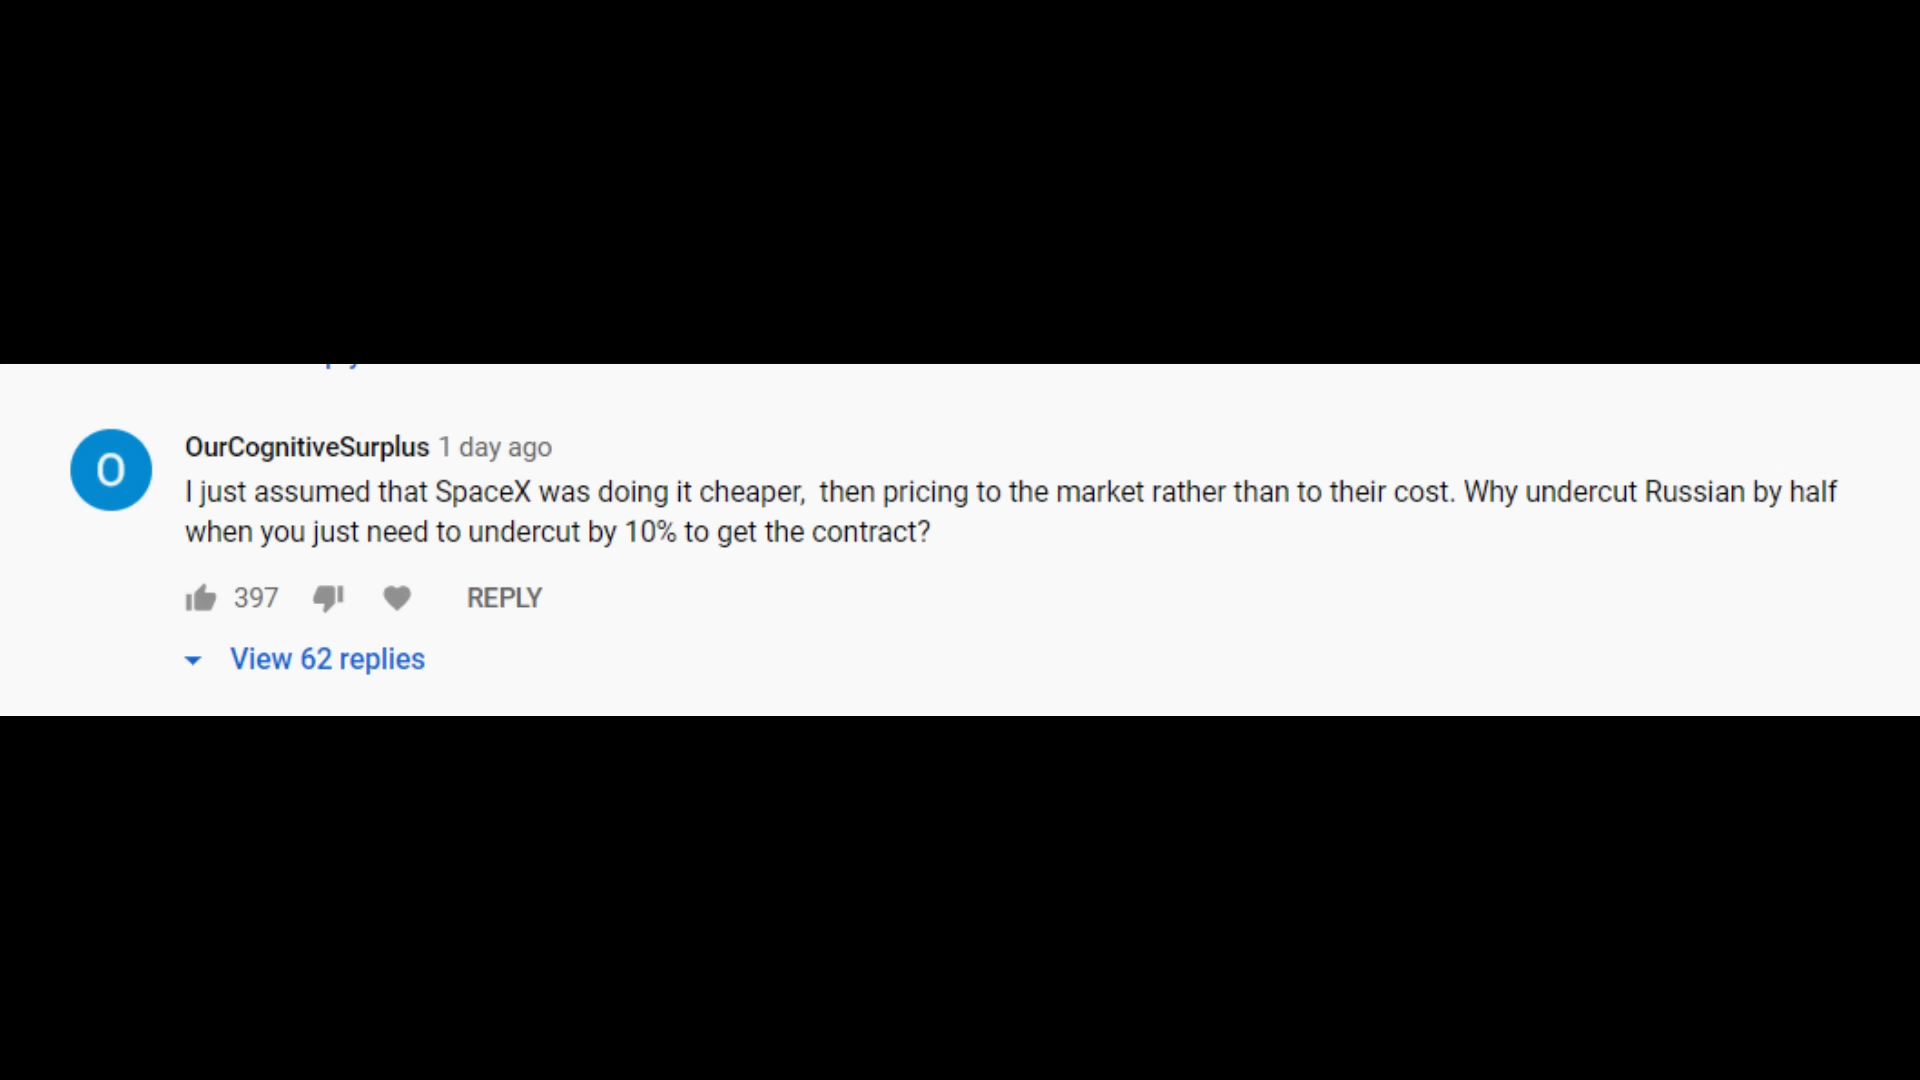 O
OurCognitiveSurplus 1 day ago
I just assumed that SpaceX was doing it cheaper,  then pricing to the market rather than to their cost. Why undercut Russian by half
when you just need to undercut by 10% to get the contract?
397 REPLY
View 62 replies